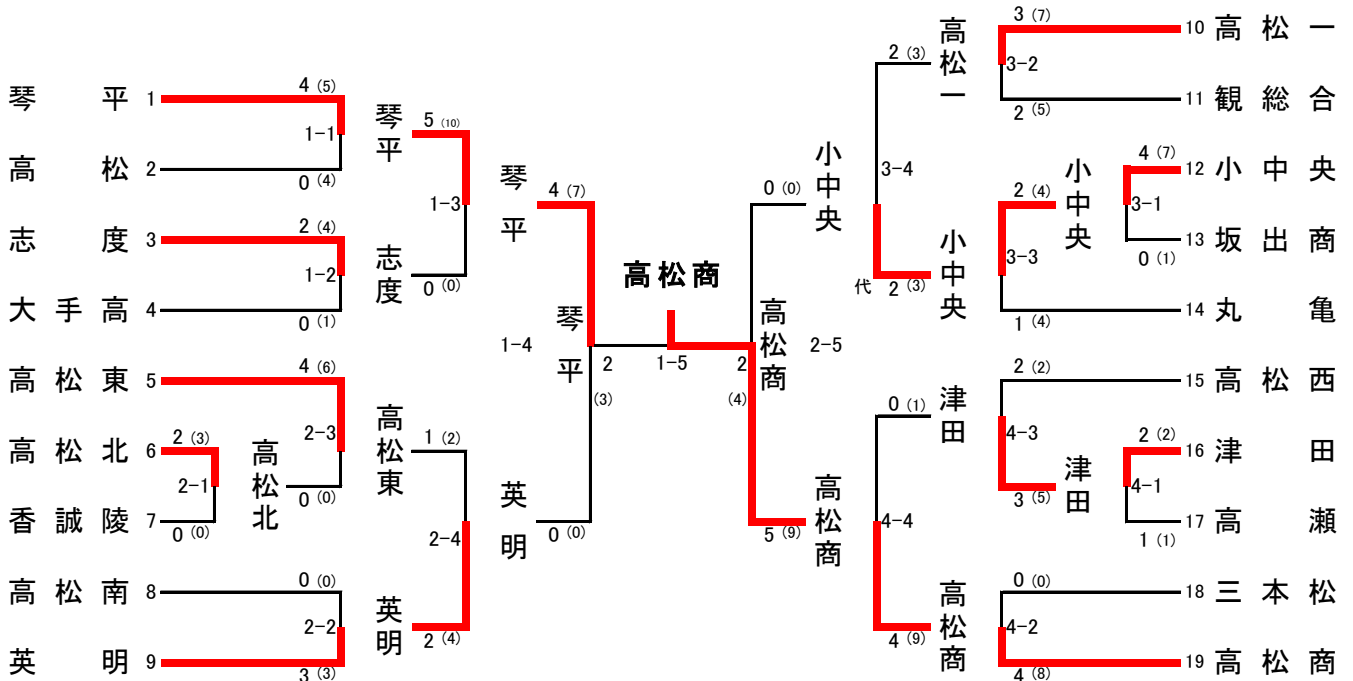 琴平 1
4 (5)
1-1
高松 2
0 (4)
琴平
5 (10)
1-3
志度 3
2 (4)
1-2
大手高 4
0 (1)
志度
0 (0)
琴平
4 (7)
1-4
高松東 5
4 (6)
2-3
高松北 6
2 (3)
2-1
香誠陵 7
0 (0)
高松北
0 (0)
高松東
1 (2)
2-4
高松南 8
0 (0)
2-2
英明 9
3 (3)
英明
2 (4)
英明
0 (0)
琴平
2
(3)
高松商
1-5
高松商
2
(4)
2-5
小中央
0 (0)
高松商
5 (9)
高松一
2 (3)
3-4
小中央
代 2 (3)
津田
0 (1)
4-4
高松商
4 (9)
3 (7)
10 高松一
3-2
2 (5)
11 観総合
小中央
2 (4)
3-3
4 (7)
12 小中央
3-1
13 坂出商
0 (1)
1 (4)
14 丸亀
2 (2)
15 高松西
4-3
津田
3 (5)
2 (2)
16 津田
4-1
17 高瀬
1 (1)
0 (0)
18 三本松
4-2
19 高松商
4 (8)